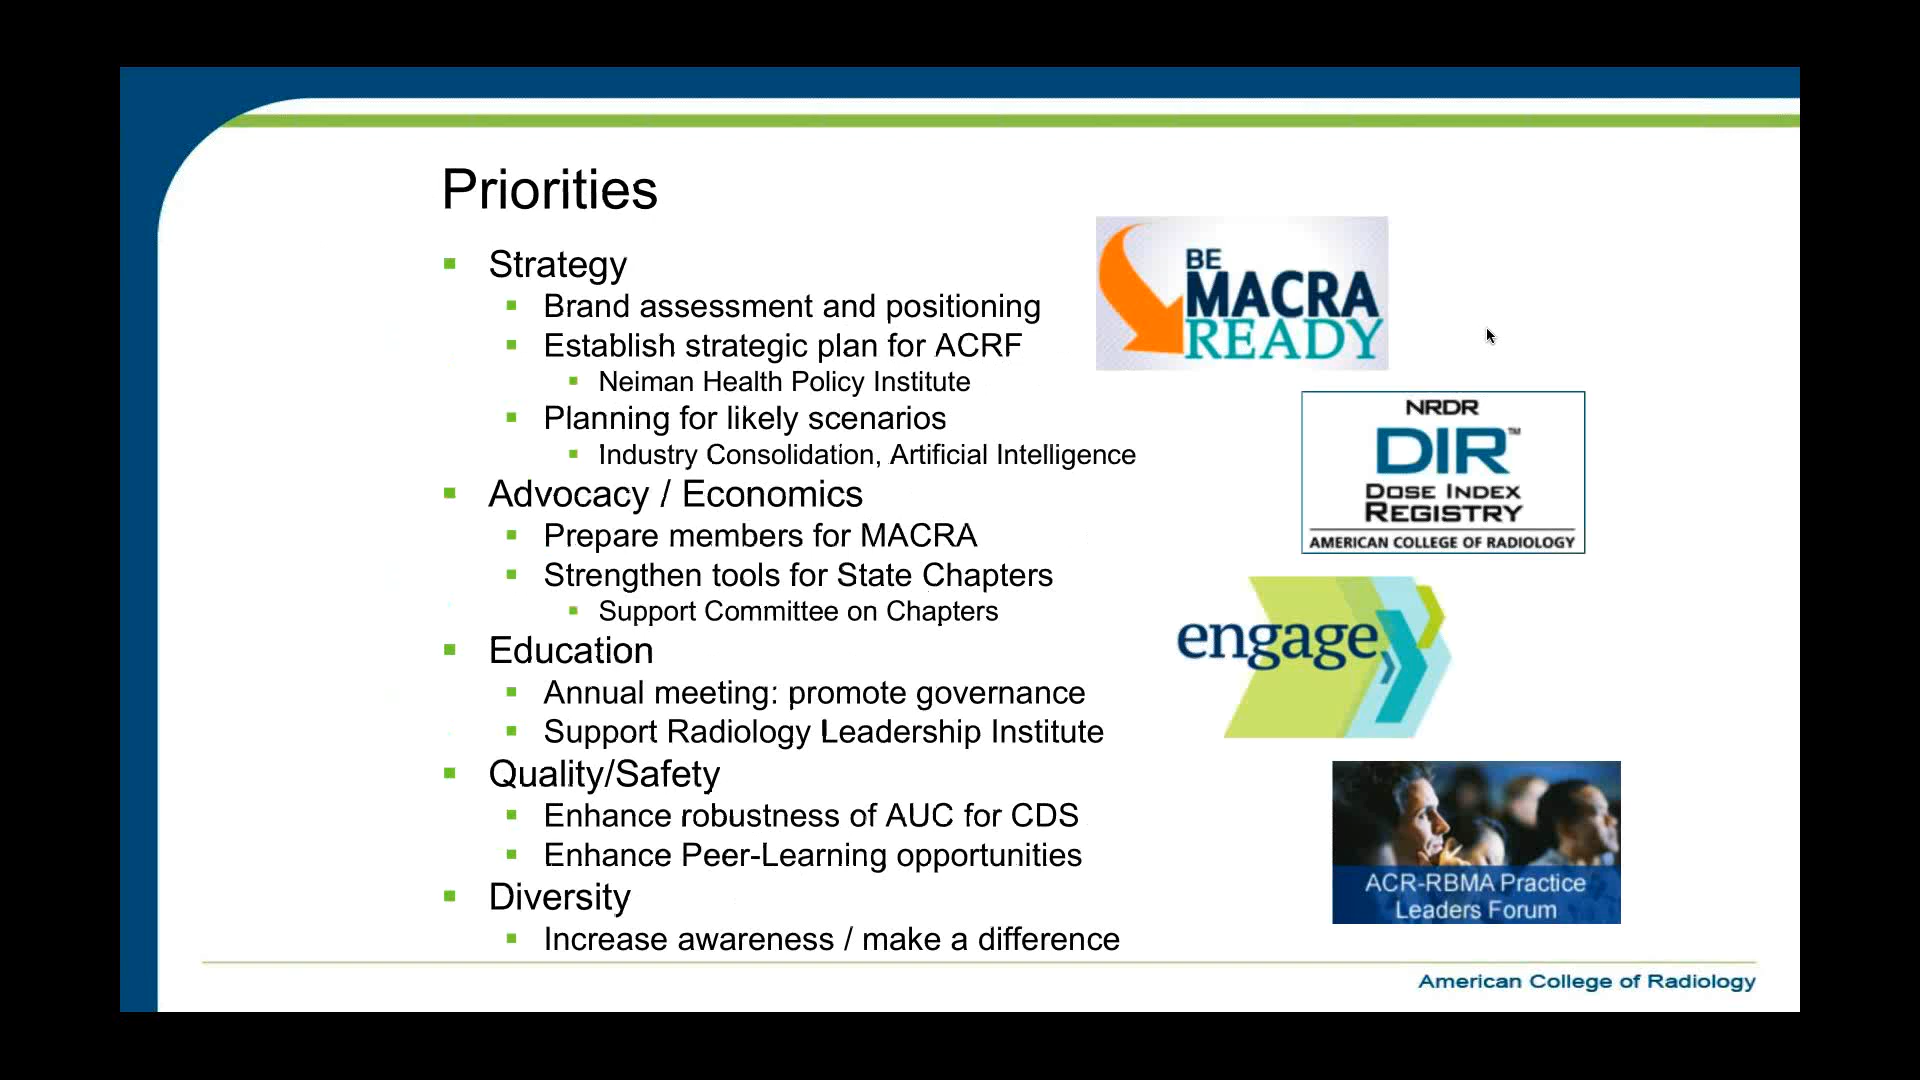 Priorities
Strategy
Brand assessment and positioning
Establish strategic plan for ACRF
Neiman Health Policy Institute
Planning for likely scenarios
Industry Consolidation, Artificial Intelligence
Advocacy / Economics
Prepare members for MACRA
Strengthen tools for State Chapters
Support Committee on Chapters
Education
Annual meeting: promote governance
Support Radiology Leadership Institute
Quality/Safety
Enhance robustness of AUC for CDS
Enhance Peer-Learning opportunities
Diversity
Increase awareness / make a difference
BE
MACRA
READY
NRDR
DIR™
DOSE INDEX
REGISTRY
AMERICAN COLLEGE OF RADIOLOGY
engage
ACR-RBMA Practice
Leaders Forum
American College of Radiology